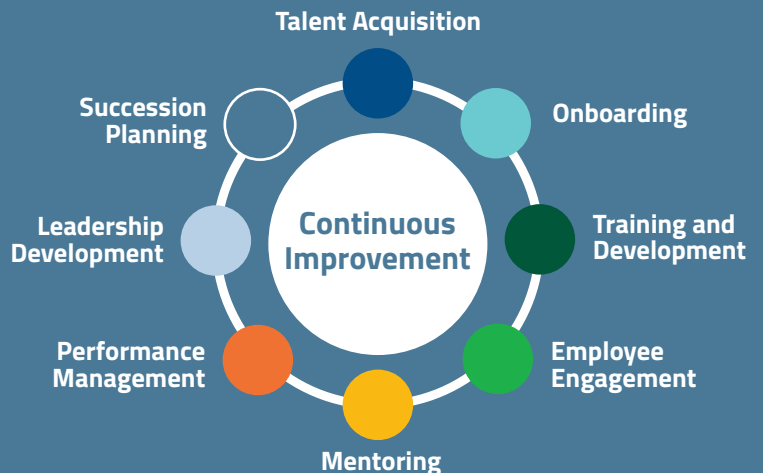 Talent Acquisition
Onboarding
Training and
Development
Employee
Engagement
Mentoring
Performance
Management
Leadership
Development
Succession
Planning
Continuous
Improvement